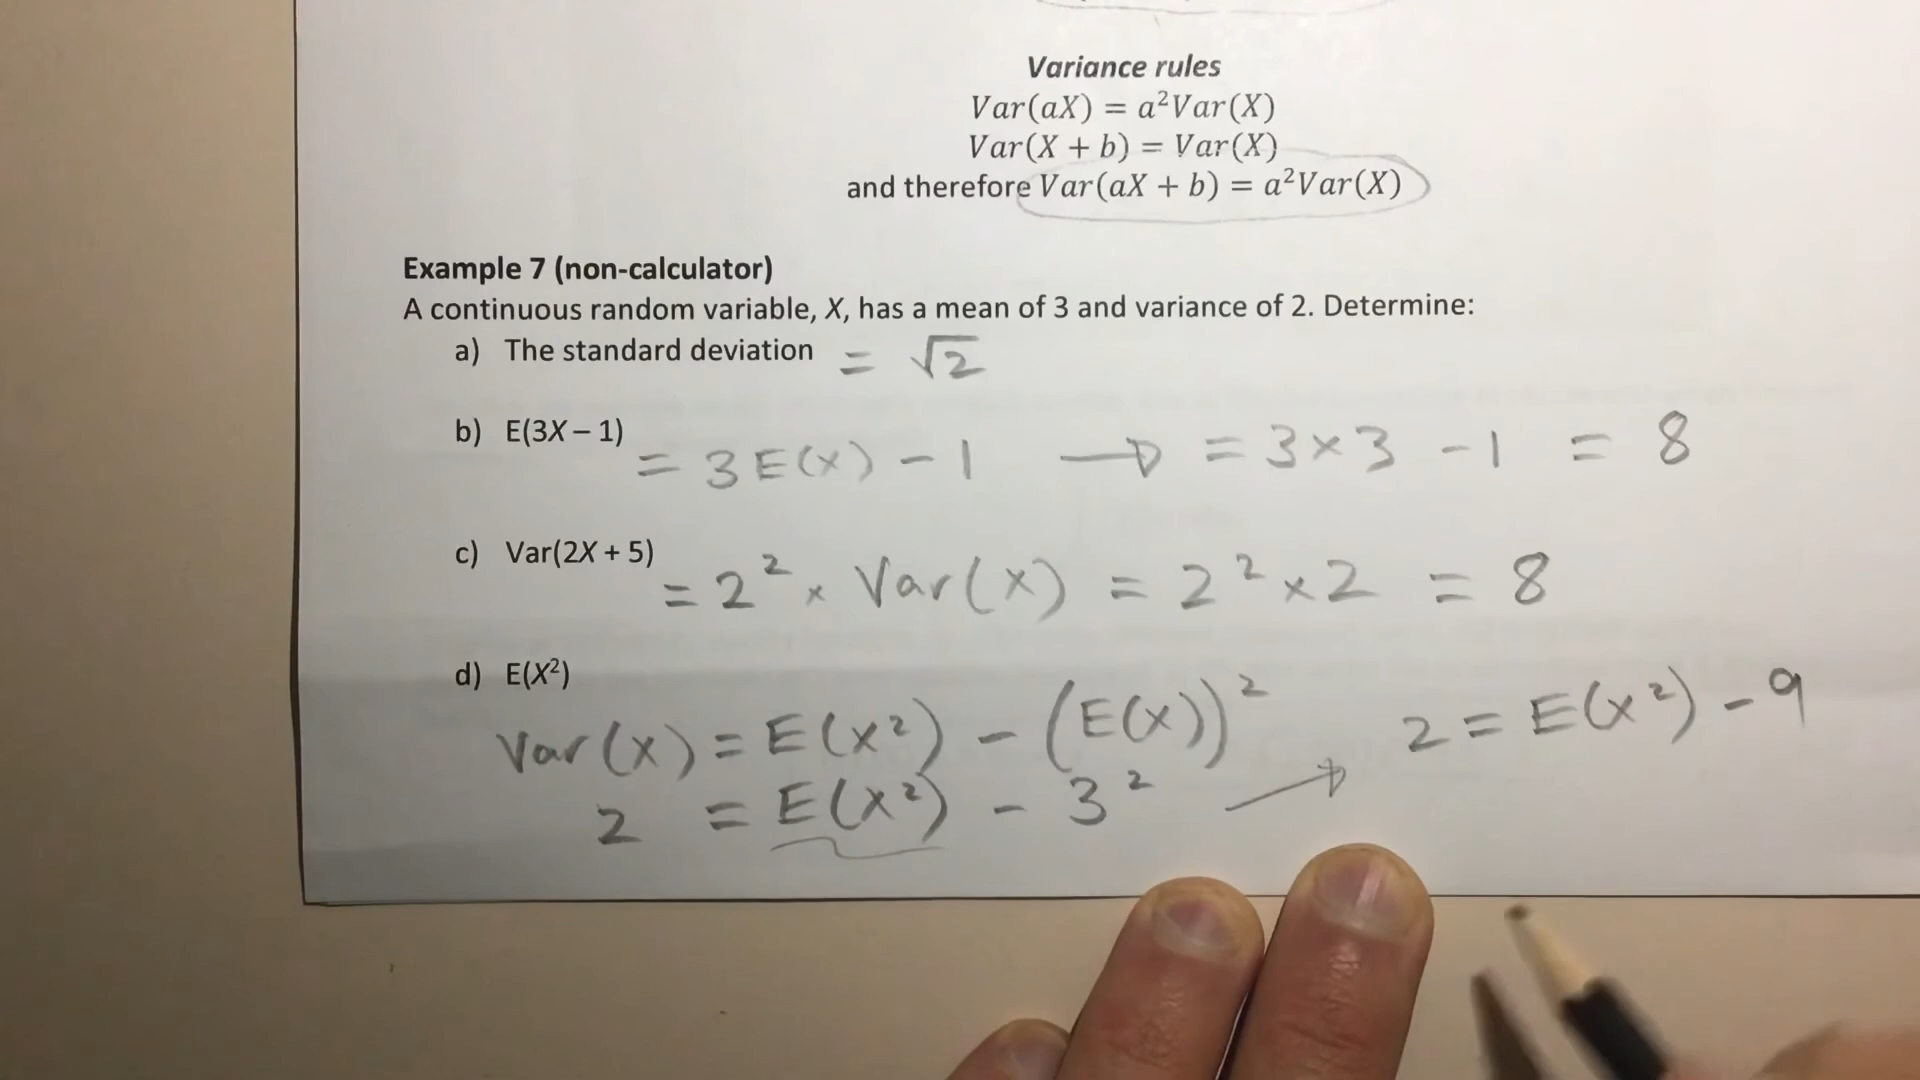 Variance rules
Var(aX) = a²Var(X)
Var(X + b) = Var(X)
and therefore Var(aX + b) = a²Var(X)
Example 7 (non-calculator)
A continuous random variable, X, has a mean of 3 and variance of 2. Determine:
a) The standard deviation = √2
b) E(3X – 1) = 3E(X) - 1 → = 3×3 - 1 = 8
c) Var(2X + 5) = 2² × Var(X) = 2² × 2 = 8
d) E(X²)
Var(X) = E(X²) - (E(X))²
2 = E(X²) - 3² → 2 = E(X²) - 9